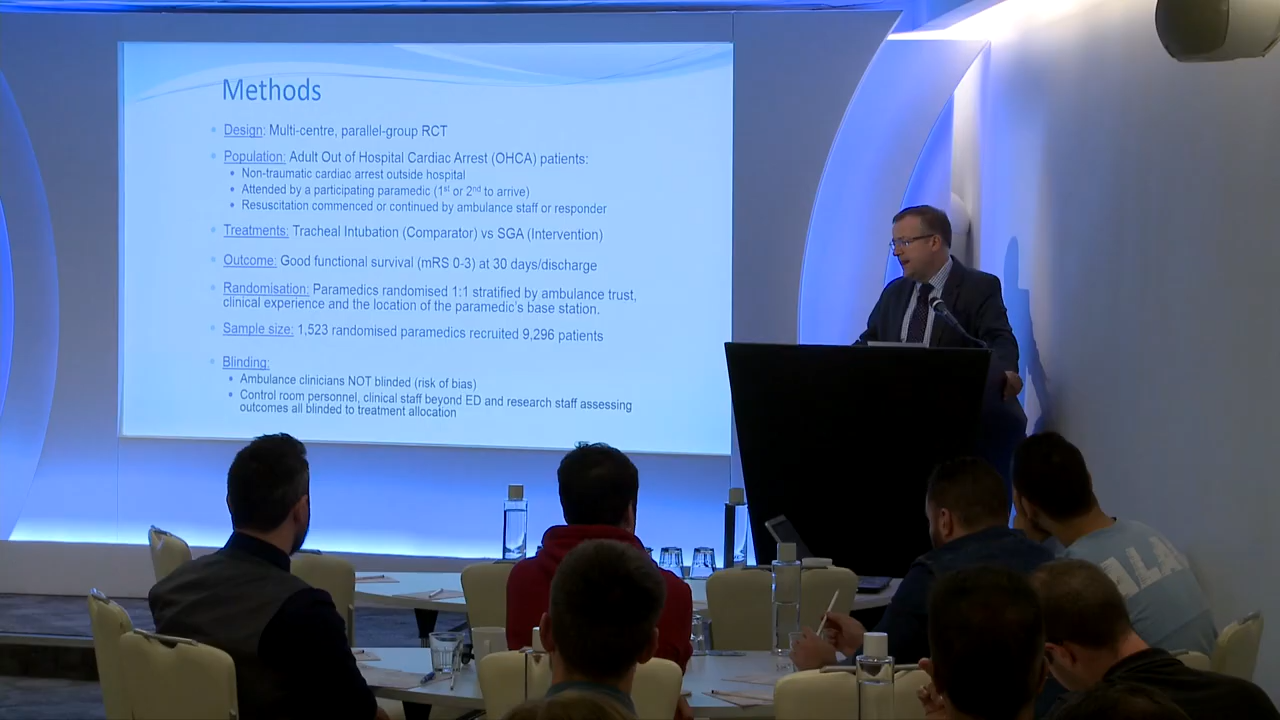 Methods
Design: Multi-centre, parallel-group RCT
Population: Adult Out of Hospital Cardiac Arrest (OHCA) patients:
Non-traumatic cardiac arrest outside hospital
Attended by a participating paramedic (1st or 2nd to arrive)
Resuscitation commenced or continued by ambulance staff or responder
Treatments: Tracheal Intubation (Comparator) vs SGA (Intervention)
Outcome: Good functional survival (mRS 0-3) at 30 days/discharge
Randomisation: Paramedics randomised 1:1 stratified by ambulance trust,
clinical experience and the location of the paramedic's base station.
Sample size: 1,523 randomised paramedics recruited 9,296 patients
Blinding:
Ambulance clinicians NOT blinded (risk of bias)
Control room personnel, clinical staff beyond ED and research staff assessing
outcomes all blinded to treatment allocation